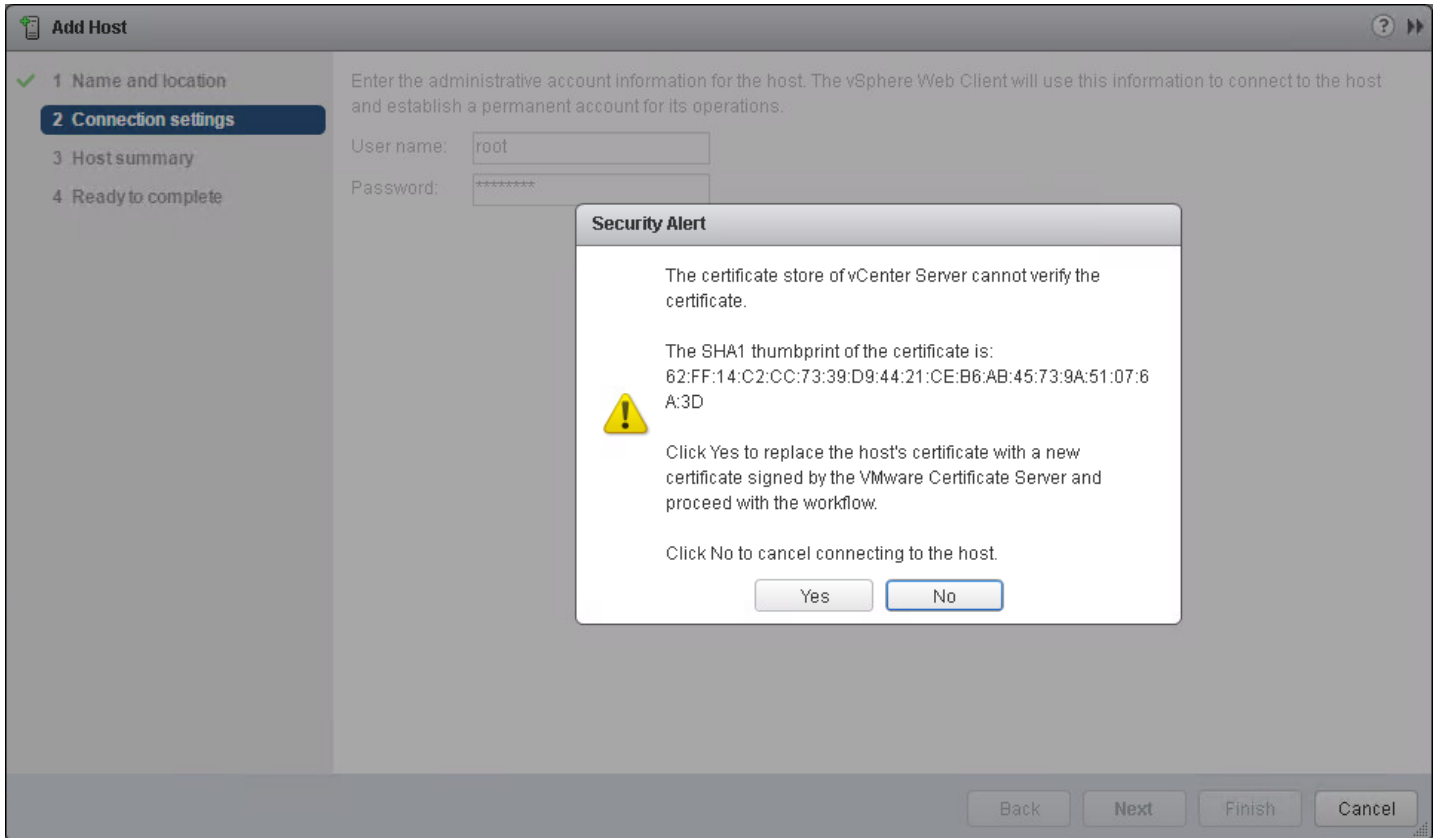 Add Host
1 Name and location
2 Connection settings
3 Host summary
4 Ready to complete
Enter the administrative account information for the host. The vSphere Web Client will use this information to connect to the host
and establish a permanent account for its operations.
User name: root
Password: ********
Security Alert
The certificate store of vCenter Server cannot verify the
certificate.
The SHA1 thumbprint of the certificate is:
62:FF:14:C2:CC:73:39:D9:44:21:CE:B6:AB:45:73:9A:51:07:6
A:3D
Click Yes to replace the host's certificate with a new
certificate signed by the VMware Certificate Server and
proceed with the workflow.
Click No to cancel connecting to the host.
Yes No
Back Next Finish Cancel